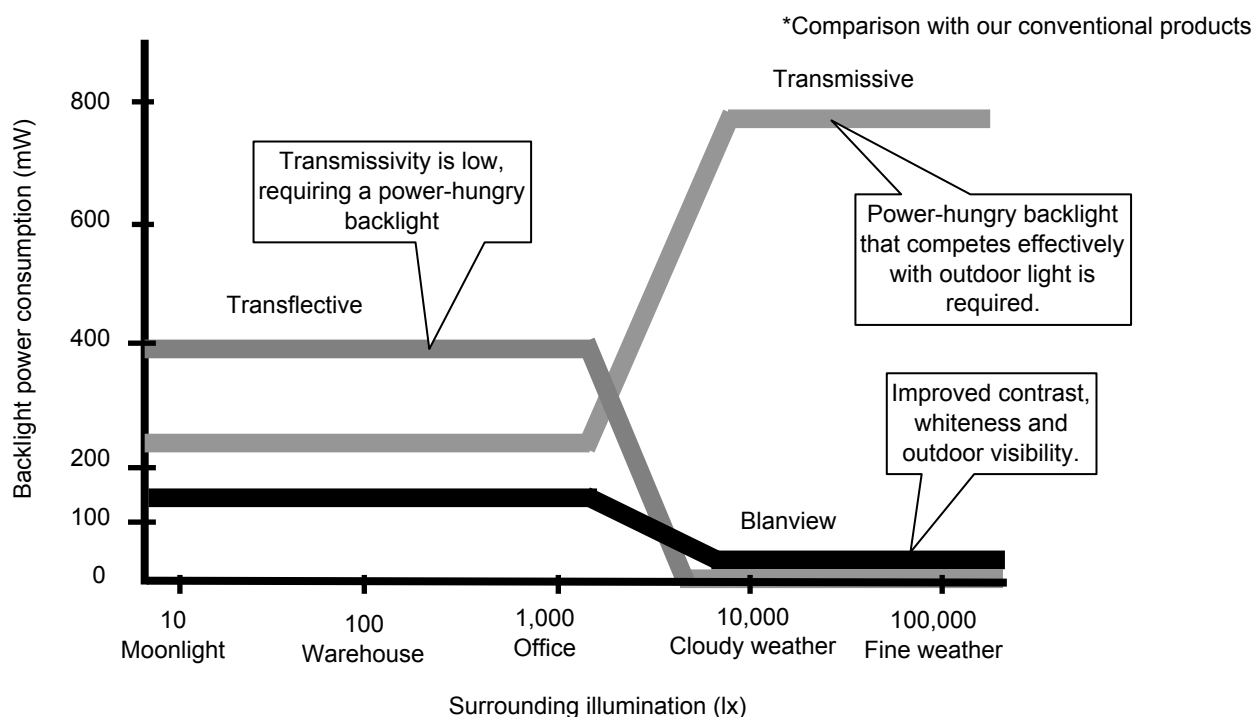 *Comparison with our conventional products
Transmissive
Backlight power consumption (mW)
800
600
400
200
100
0
Transmissivity is low,
requiring a power-hungry
backlight
Power-hungry backlight
that competes effectively
with outdoor light is
required.
Transflective
Improved contrast,
whiteness and
outdoor visibility.
Blanview
10
Moonlight
100
Warehouse
1,000
Office
10,000
Cloudy weather
100,000
Fine weather
Surrounding illumination (lx)